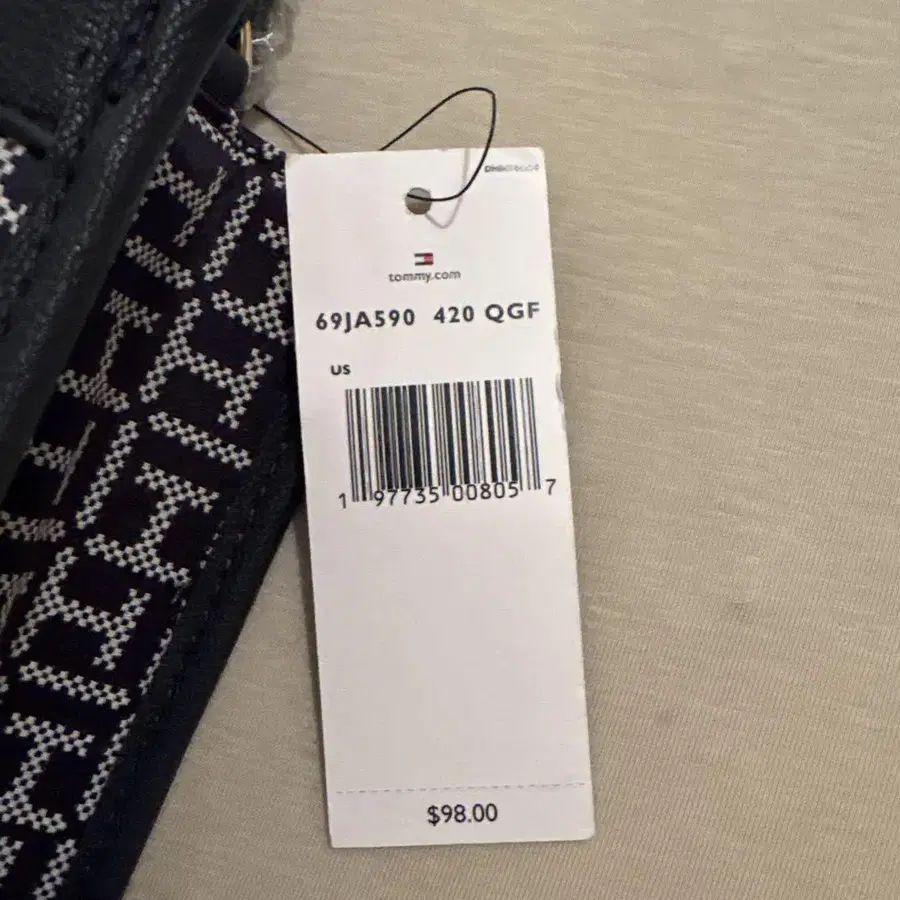 tommy.com
69JA590 420 QGF
US
1 97735 00805 7
$98.00